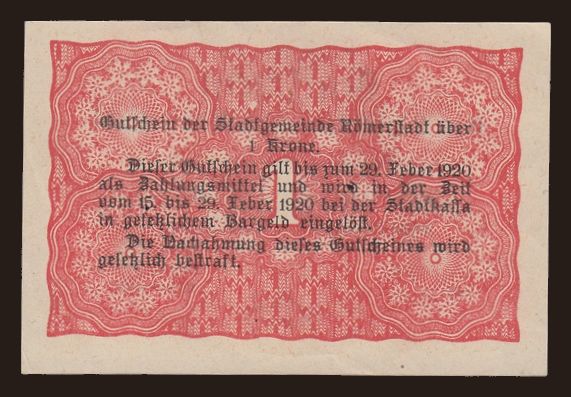 Gutschein der Stadtgemeinde Römerstadt über
1 Krone.
Dieser Gutschein gilt bis zum 29. Feber 1920
als Zahlungsmittel und wird in der Zeit
vom 15. bis 29. Feber 1920 bei der Stadtkassa
in gesetzlichem Bargeld eingelöst.
Die Nachahmung dieses Gutscheines wird
gesetzlich bestraft.
1